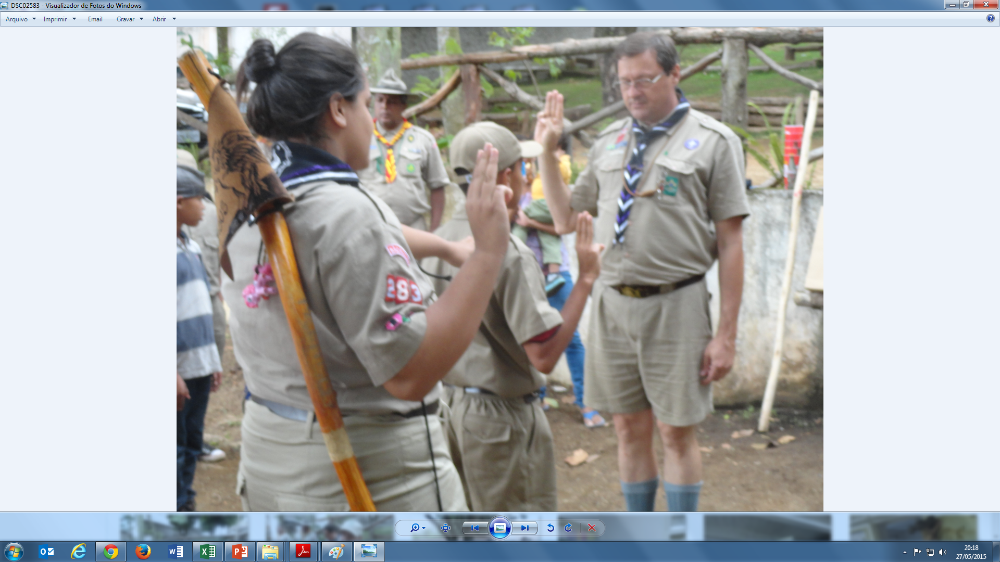 DSC02583 - Visualizador de Fotos do Windows
Arquivo Imprimir Email Gravar Abrir
283
20:18
27/05/2015